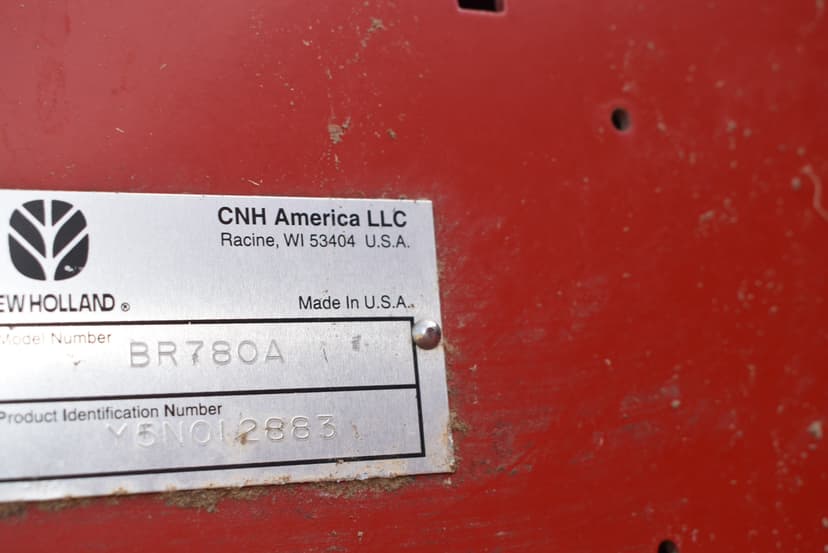 CNH America LLC
Racine, WI 53404 U.S.A.
EW HOLLAND ®
Made In U.S.A.
Model Number
BR780A
Product Identification Number
Y5N012883